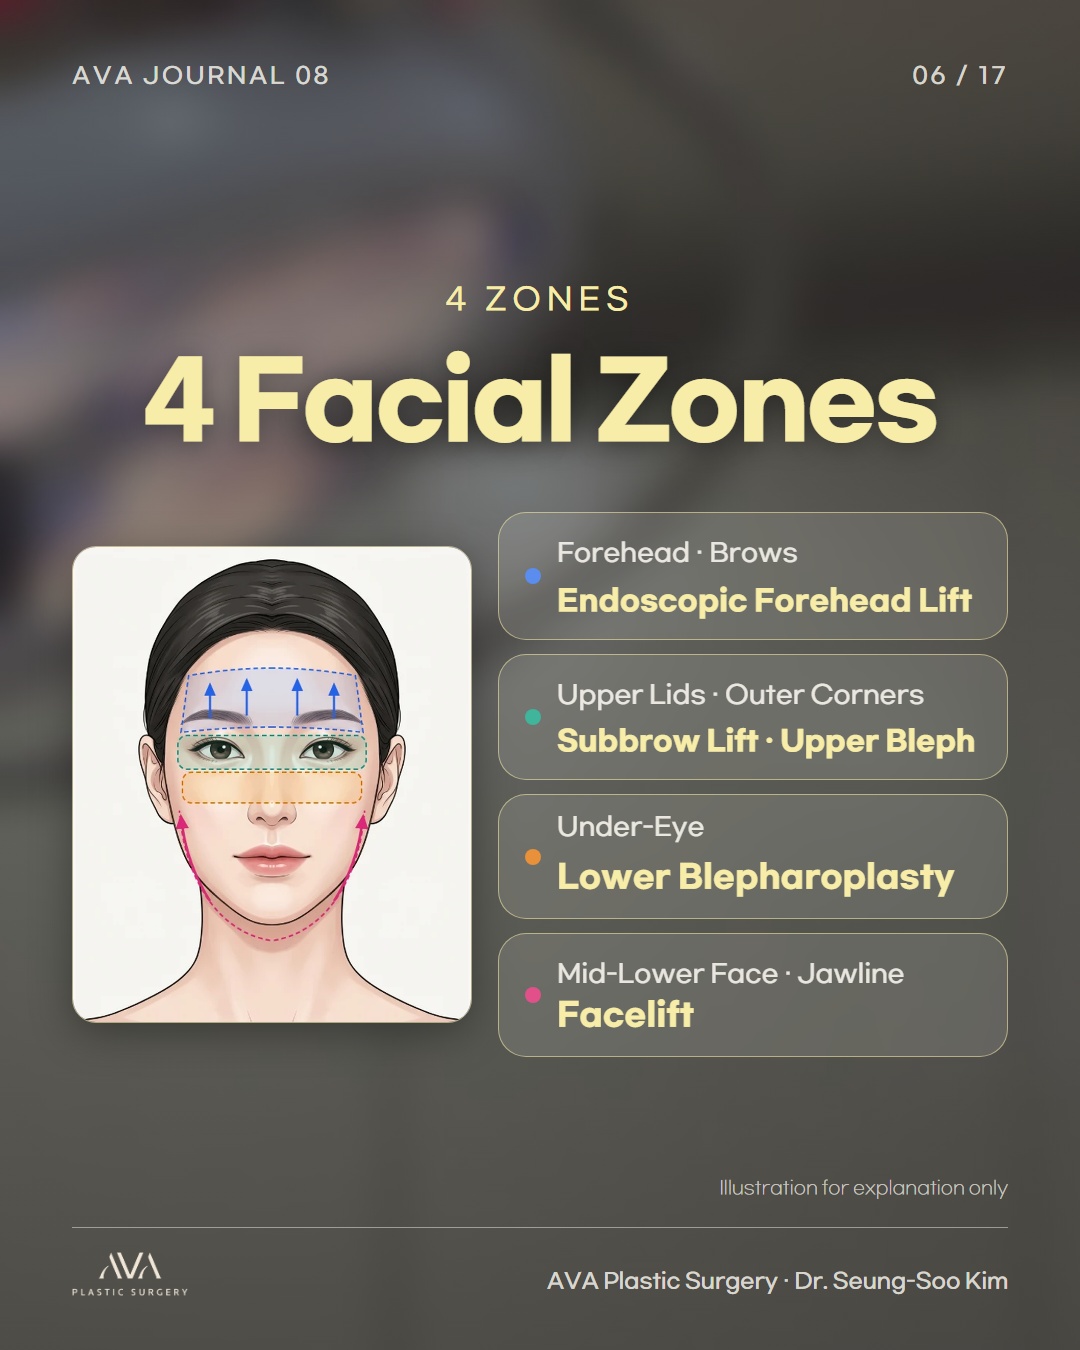 AVA JOURNAL 08
06 / 17
4 ZONES
4 Facial Zones
Forehead · Brows
Endoscopic Forehead Lift
Upper Lids · Outer Corners
Subbrow Lift · Upper Bleph
Under-Eye
Lower Blepharoplasty
Mid-Lower Face · Jawline
Facelift
Illustration for explanation only
AVA
PLASTIC SURGERY
AVA Plastic Surgery · Dr. Seung-Soo Kim